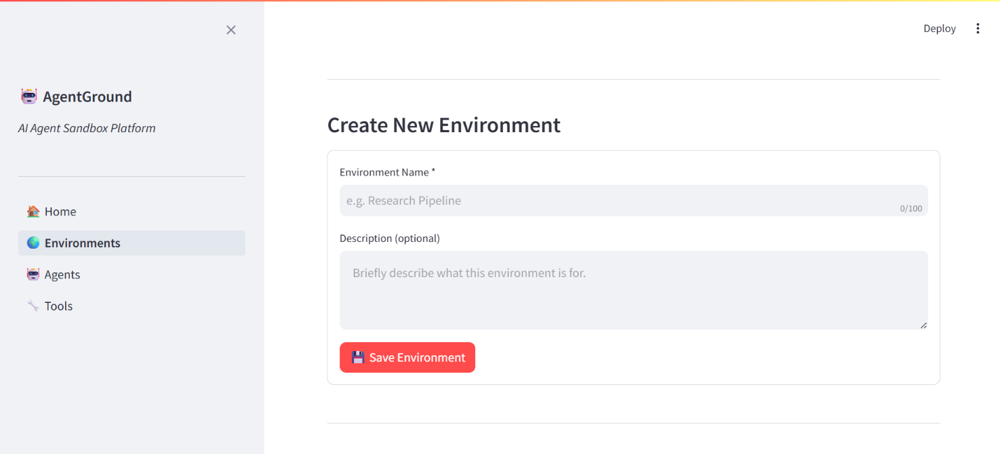 Deploy
AgentGround
AI Agent Sandbox Platform
Home
Environments
Agents
Tools
Create New Environment
Environment Name *
e.g. Research Pipeline
0/100
Description (optional)
Briefly describe what this environment is for.
Save Environment